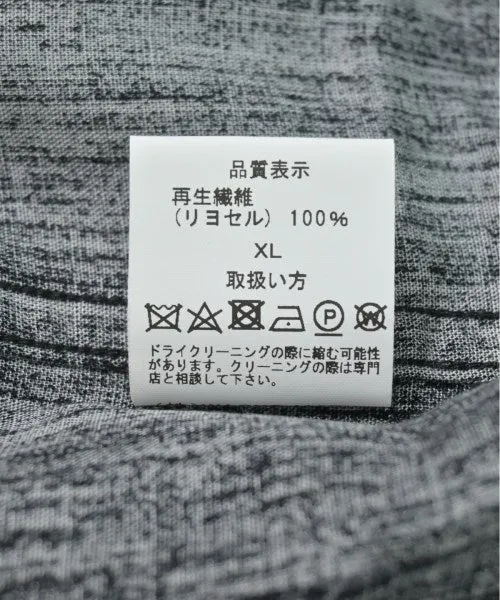 品質表示
再生繊維
(リヨセル) 100%
XL
取扱い方
P W
ドライクリーニングの際に縮む可能性
があります。クリーニングの際は専門
店と相談して下さい。